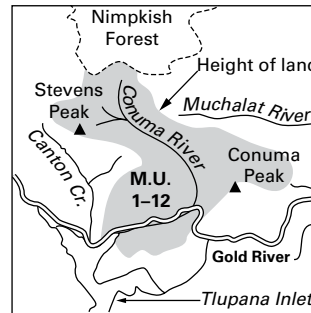 Nimpkish
Forest
Height of land
Stevens
Peak
Conuma River
Muchalat River
Canton Cr.
Conuma
Peak
M.U.
1–12
Gold River
Tlupana Inlet